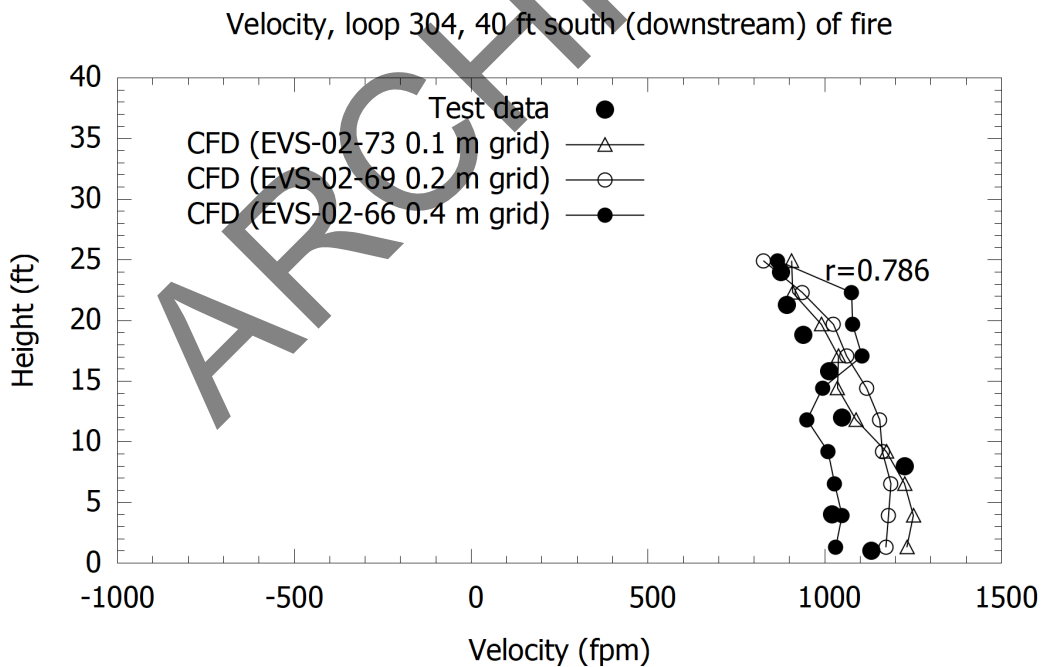 Velocity, loop 304, 40 ft south (downstream) of fire
40
35
30
25
20
15
10
5
0
Height (ft)
Test data
CFD (EVS-02-73 0.1 m grid)
CFD (EVS-02-69 0.2 m grid)
CFD (EVS-02-66 0.4 m grid)
r=0.786
-1000
-500
0
500
1000
1500
Velocity (fpm)